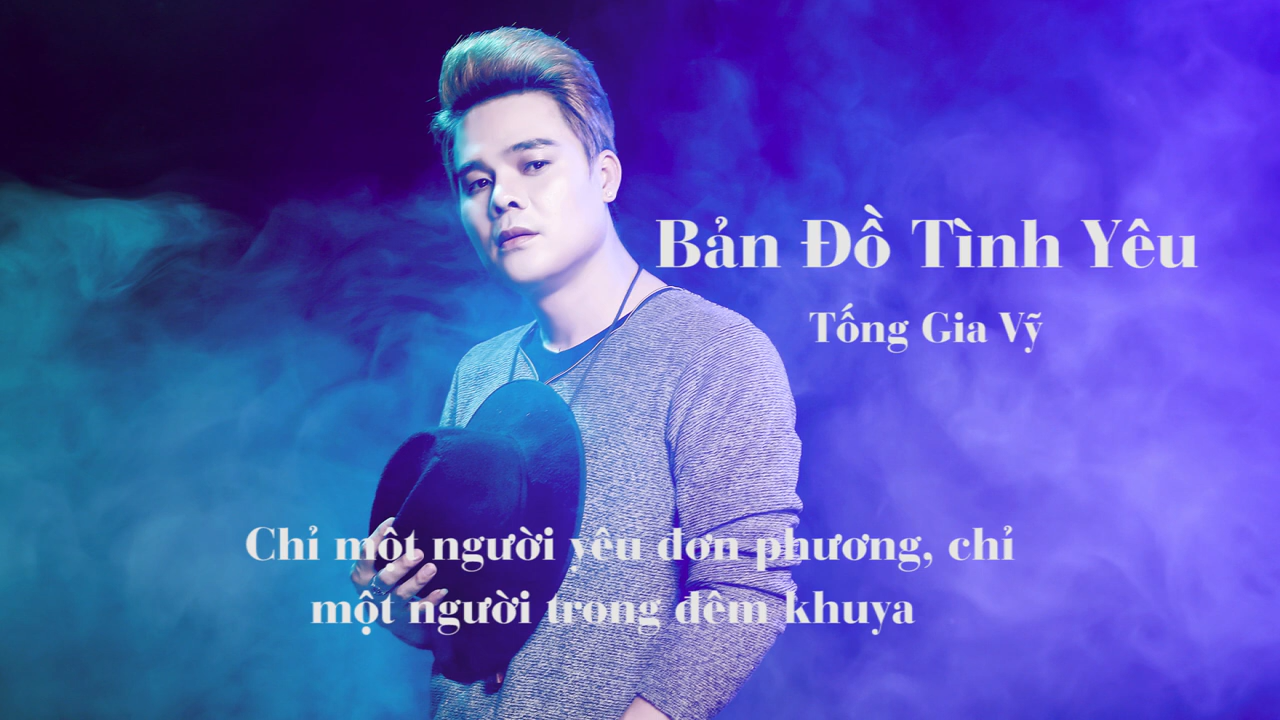 Bản Đồ Tình Yêu
Tống Gia Vỹ
Chỉ một người yêu đơn phương, chỉ
một người trong đêm khuya